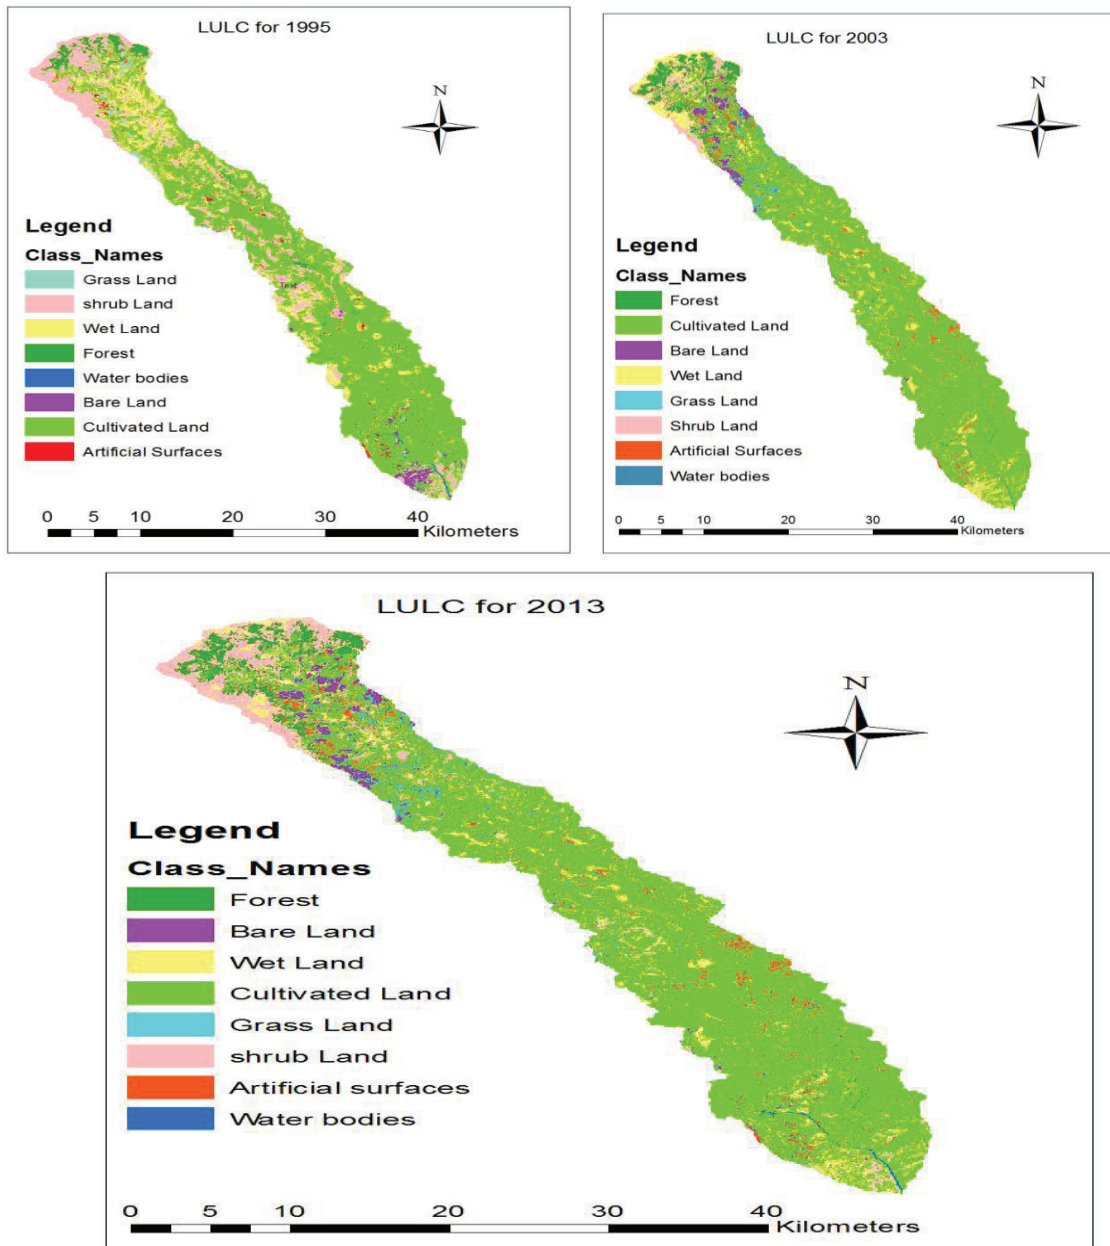 LULC for 1995
N
Legend
Class_Names
Grass Land
shrub Land
Wet Land
Forest
Water bodies
Bare Land
Cultivated Land
Artificial Surfaces
Text
0 5 10 20 30 40
Kilometers
LULC for 2003
N
Legend
Class_Names
Forest
Cultivated Land
Bare Land
Wet Land
Grass Land
Shrub Land
Artificial Surfaces
Water bodies
0 5 10 20 30 40
Kilometers
LULC for 2013
N
Legend
Class_Names
Forest
Bare Land
Wet Land
Cultivated Land
Grass Land
shrub Land
Artificial surfaces
Water bodies
0 5 10 20 30 40
Kilometers